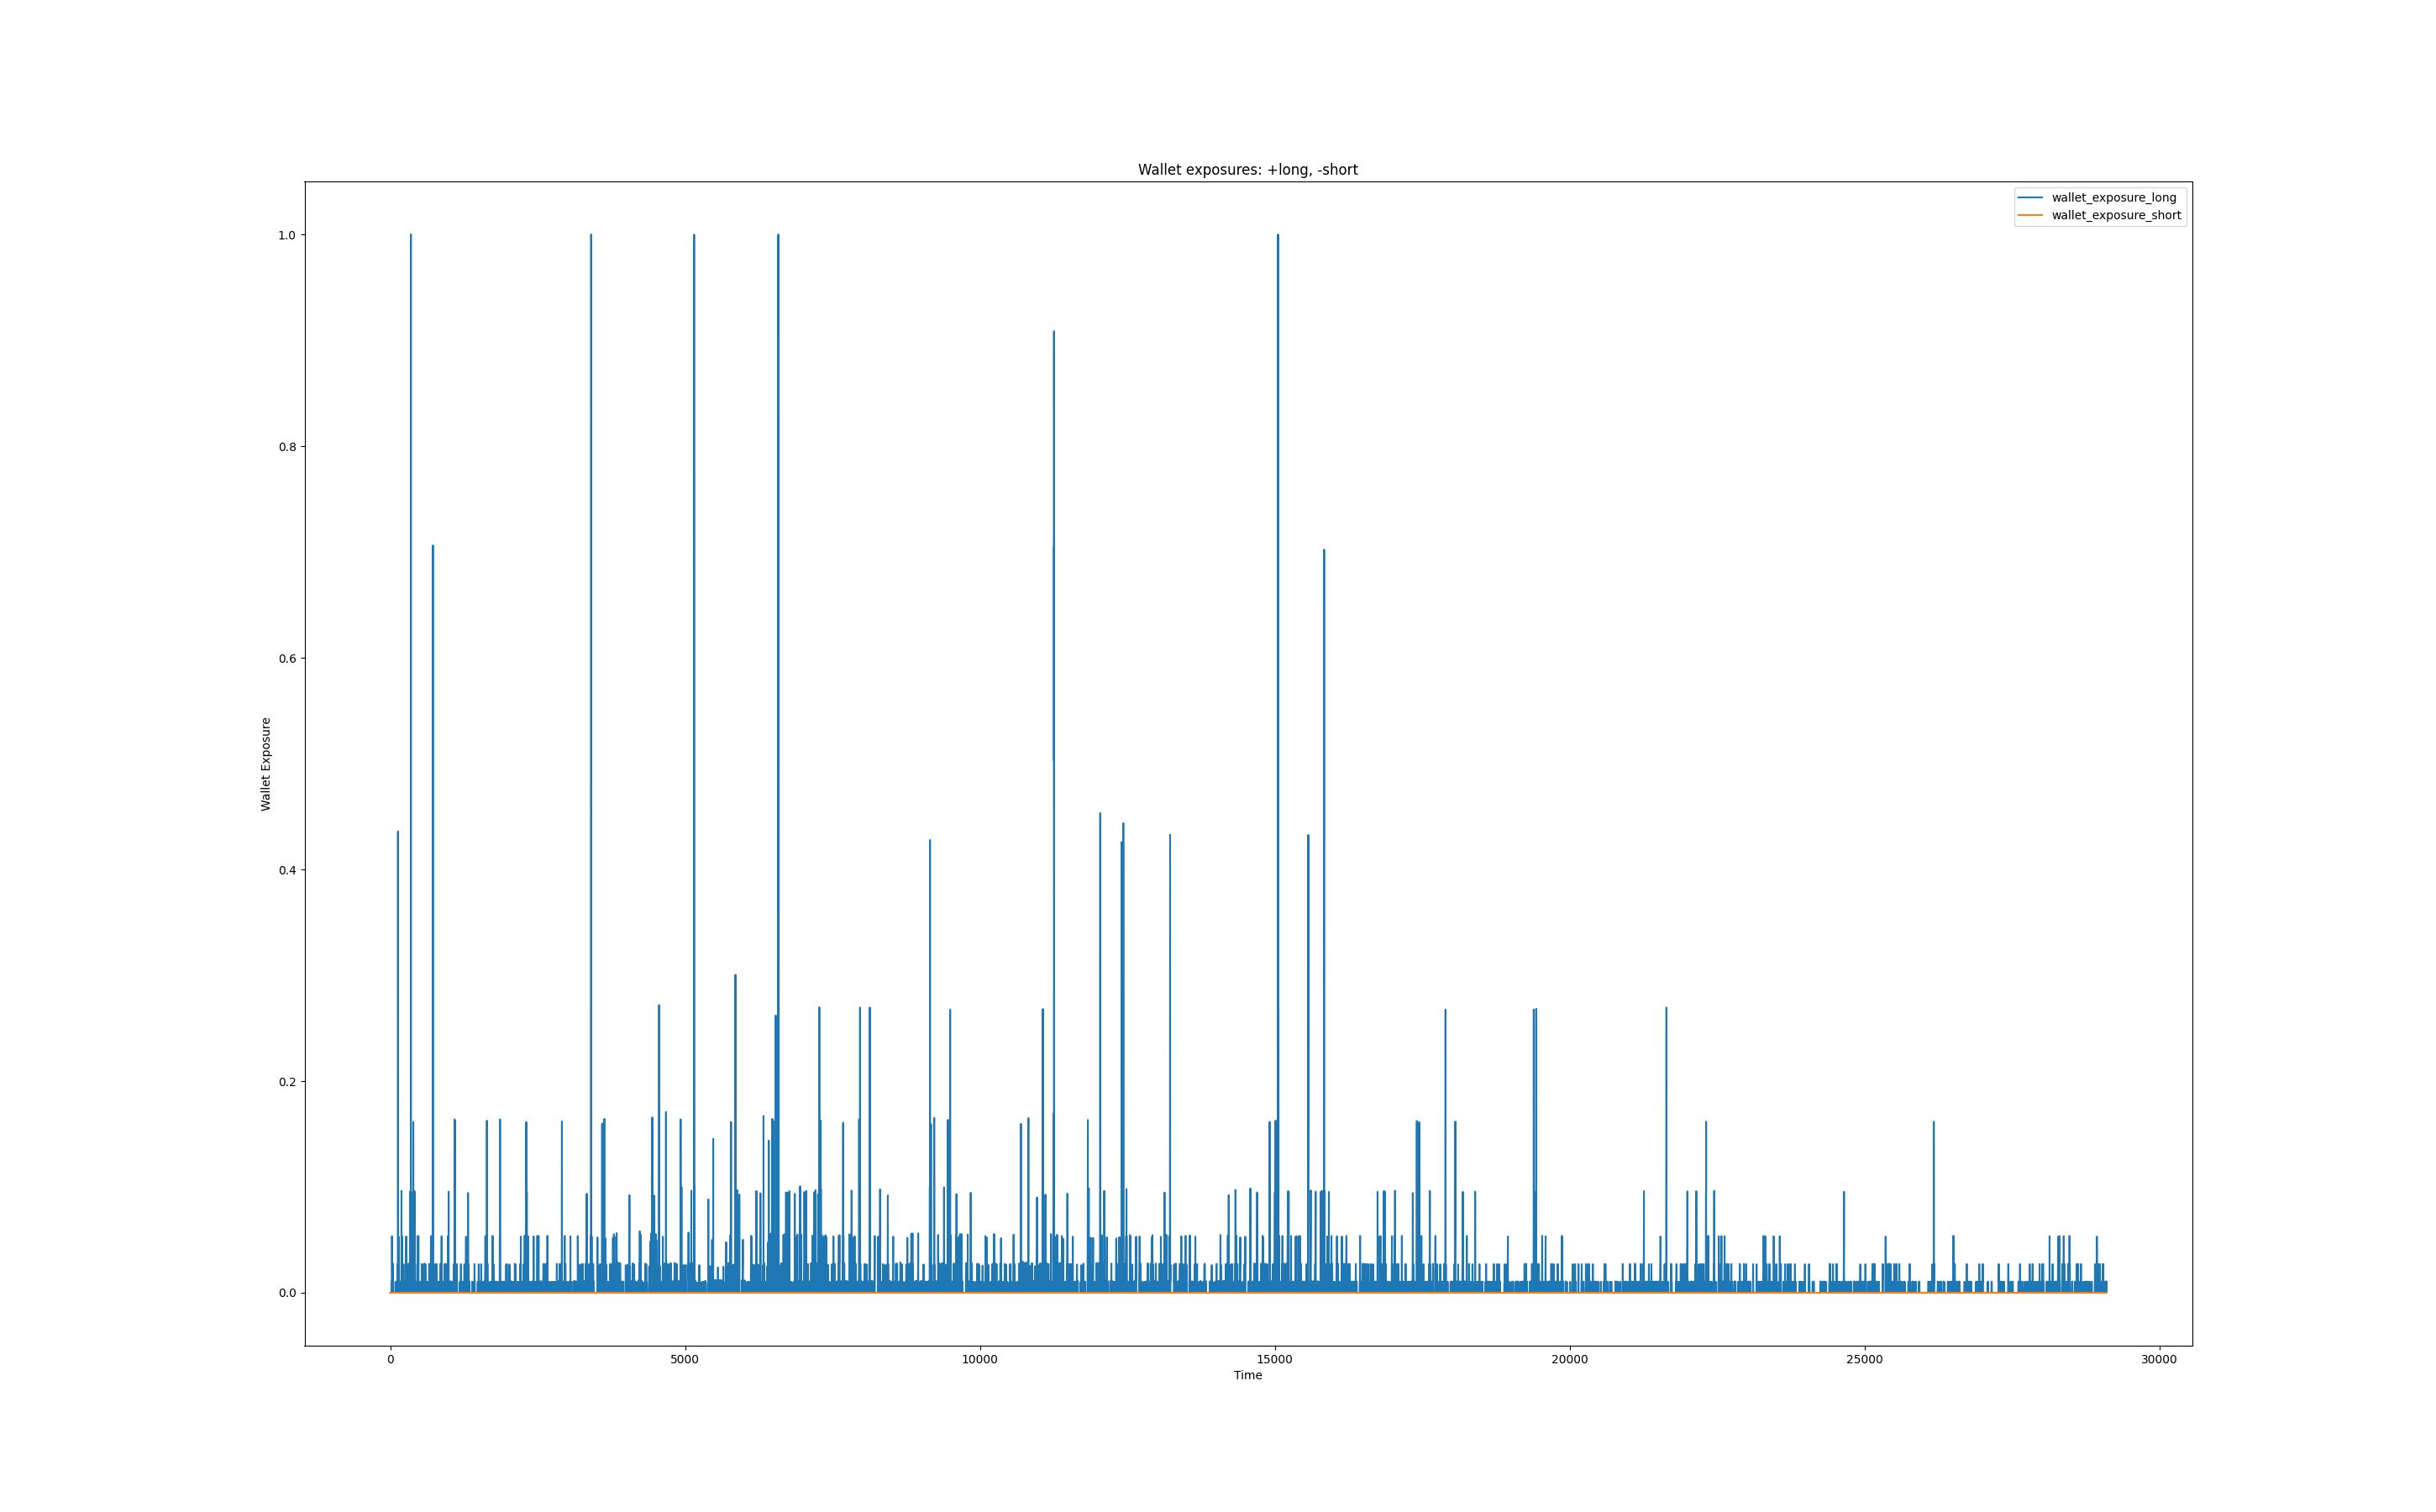 Wallet exposures: +long, -short
wallet_exposure_long
wallet_exposure_short
1.0
0.8
0.6
0.4
0.2
0.0
Wallet Exposure
0 5000 10000 15000 20000 25000 30000
Time